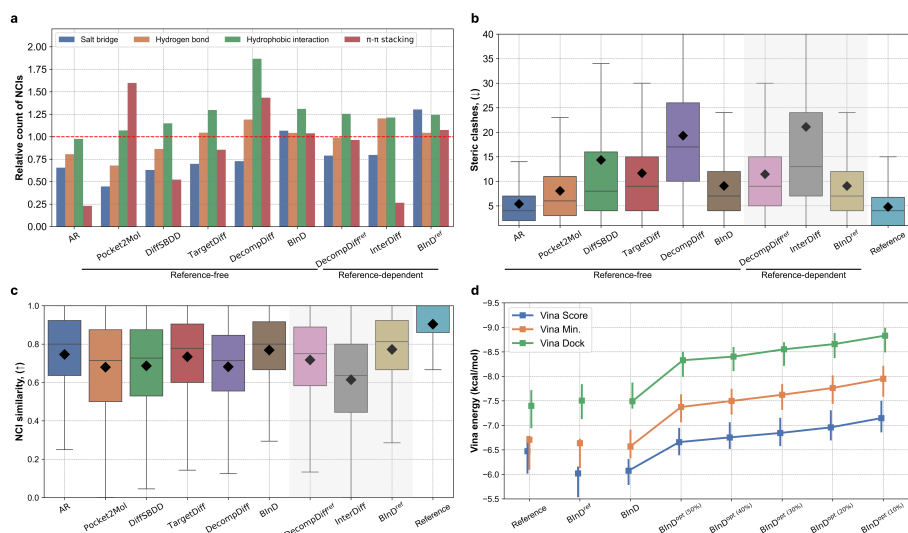 a
Salt bridge
Hydrogen bond
Hydrophobic interaction
π-π stacking
Relative count of NCIs
2.00
1.75
1.50
1.25
1.00
0.75
0.50
0.25
0.00
AR
Pocket2Mol
DiffSBDD
TargetDiff
DecompDiff
BInD
DecompDiffref
InterDiff
BInDref
Reference-free
Reference-dependent
b
Steric clashes, (↓)
40
35
30
25
20
15
10
5
AR
Pocket2Mol
DiffSBDD
TargetDiff
DecompDiff
BInD
DecompDiffref
InterDiff
BInDref
Reference
Reference-free
Reference-dependent
c
NCI similarity, (↑)
1.0
0.8
0.6
0.4
0.2
0.0
AR
Pocket2Mol
DiffSBDD
TargetDiff
DecompDiff
BInD
DecompDiffref
InterDiff
BInDref
Reference
d
Vina Score
Vina Min.
Vina Dock
Vina energy (kcal/mol)
−9.5
−9.0
−8.5
−8.0
−7.5
−7.0
−6.5
−6.0
−5.5
Reference
BInDref
BInD
BInDopt (50%)
BInDopt (40%)
BInDopt (30%)
BInDopt (20%)
BInDopt (10%)